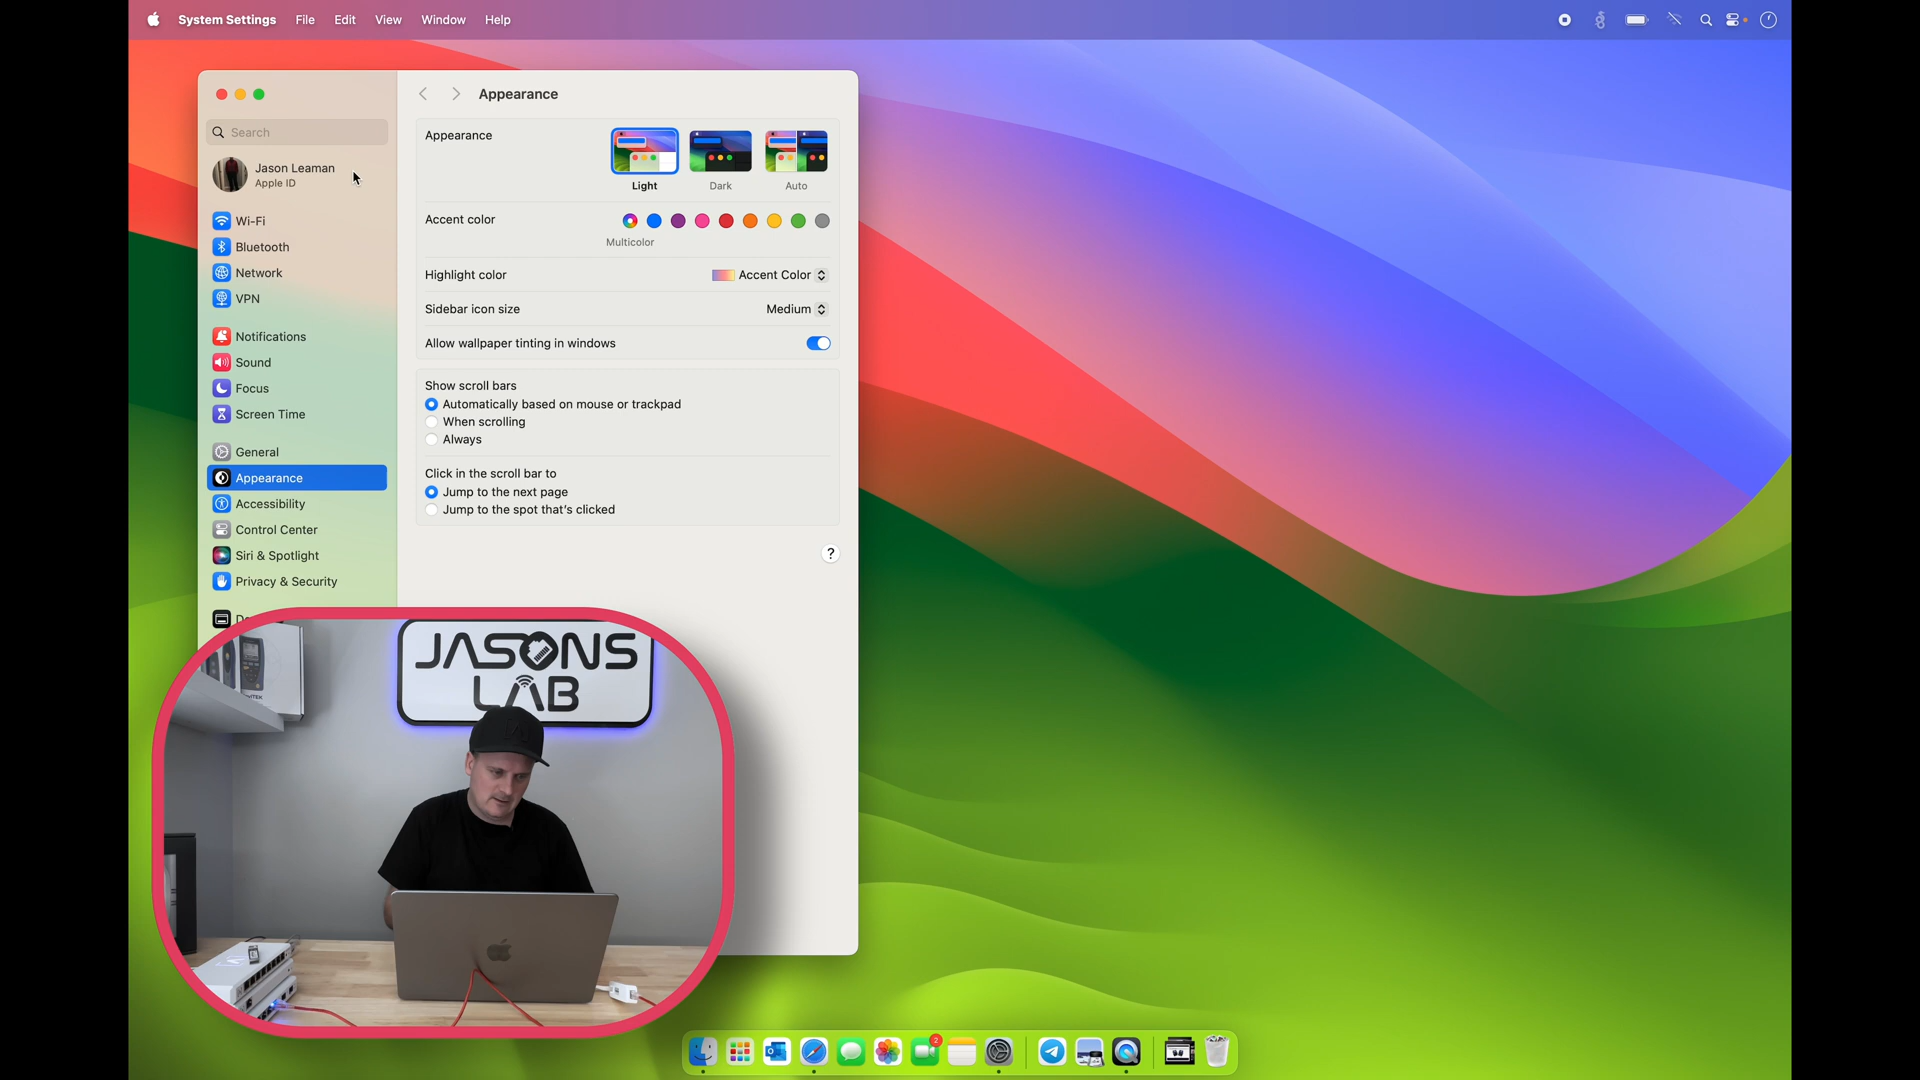 System Settings File Edit View Window Help
Appearance
Search
Jason Leaman
Apple ID
Wi-Fi
Bluetooth
Network
VPN
Notifications
Sound
Focus
Screen Time
General
Appearance
Accessibility
Control Center
Siri & Spotlight
Privacy & Security
Appearance
Light Dark Auto
Accent color
Multicolor
Highlight color Accent Color
Sidebar icon size Medium
Allow wallpaper tinting in windows
Show scroll bars
Automatically based on mouse or trackpad
When scrolling
Always
Click in the scroll bar to
Jump to the next page
Jump to the spot that's clicked
?
JASONS
LAB
2